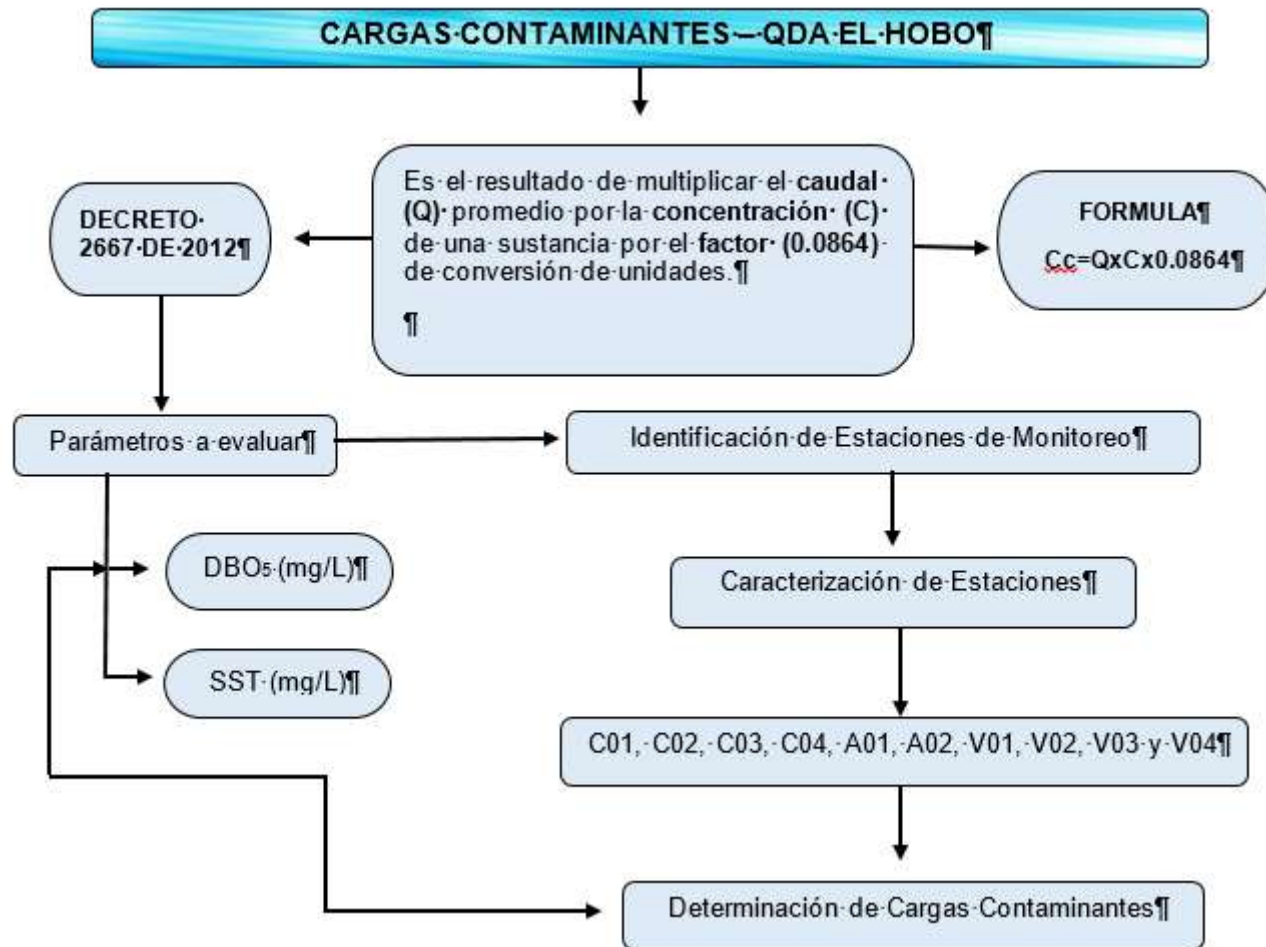 CARGAS·CONTAMINANTES·–·QDA·EL·HOBO¶
Es·el·resultado·de·multiplicar·el·caudal·
(Q)·promedio·por·la·concentración·(C)·
de·una·sustancia·por·el·factor·(0.0864)·
de·conversión·de·unidades.¶
¶
DECRETO·
2667·DE·2012¶
FORMULA¶
Cc=QxCx0.0864¶
Parámetros·a·evaluar¶
Identificación·de·Estaciones·de·Monitoreo¶
DBO₅·(mg/L)¶
Caracterización·de·Estaciones¶
SST·(mg/L)¶
C01,·C02,·C03,·C04,·A01,·A02,·V01,·V02,·V03·y·V04¶
Determinación·de·Cargas·Contaminantes¶